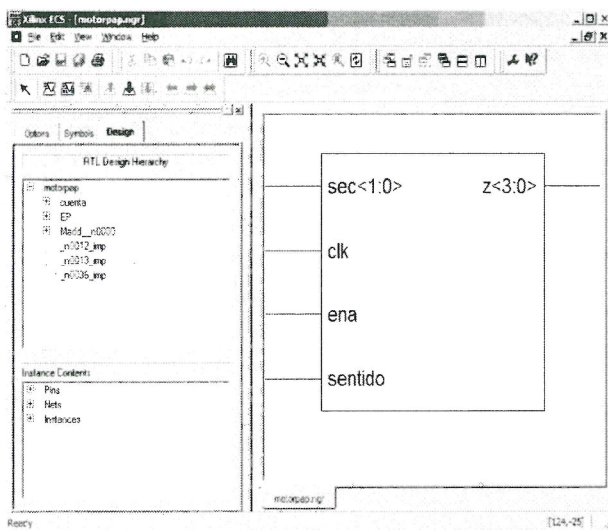 Xilinx ECS - [motorpap.ngr]
File Edit View Window Help
Options Symbols Design
RTL Design Hierarchy
motorpap
cuenta
EP
Madd__n0000
_n0012_imp
_n0013_imp
_n0036_imp
Instance Contents
Pins
Nets
Instances
sec<1:0> z<3:0>
clk
ena
sentido
motorpap.ngr
Ready [124,-25]